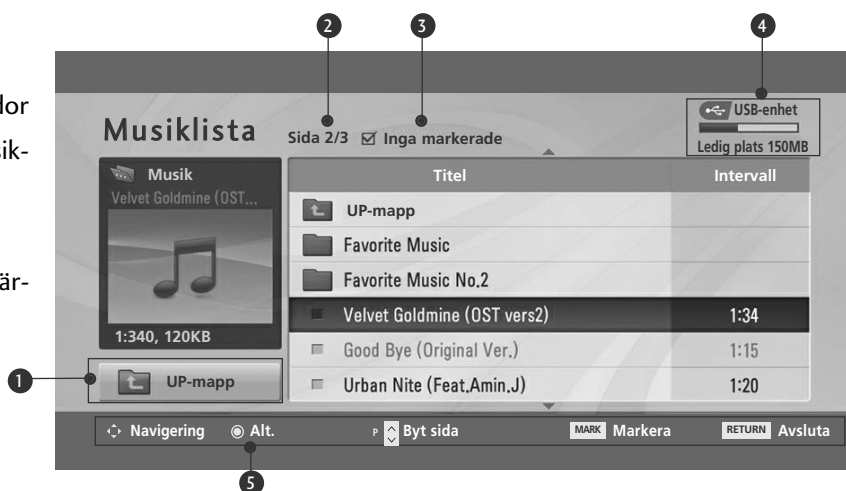 2 3 4
dor
sik-
är-
Musiklista
Sida 2/3 Inga markerade
USB-enhet
Ledig plats 150MB
Musik
Velvet Goldmine (OST...
1:340, 120KB
1 UP-mapp
Titel Intervall
UP-mapp
Favorite Music
Favorite Music No.2
Velvet Goldmine (OST vers2) 1:34
Good Bye (Original Ver.) 1:15
Urban Nite (Feat.Amin.J) 1:20
Navigering Alt. P Byt sida MARK Markera RETURN Avsluta
5